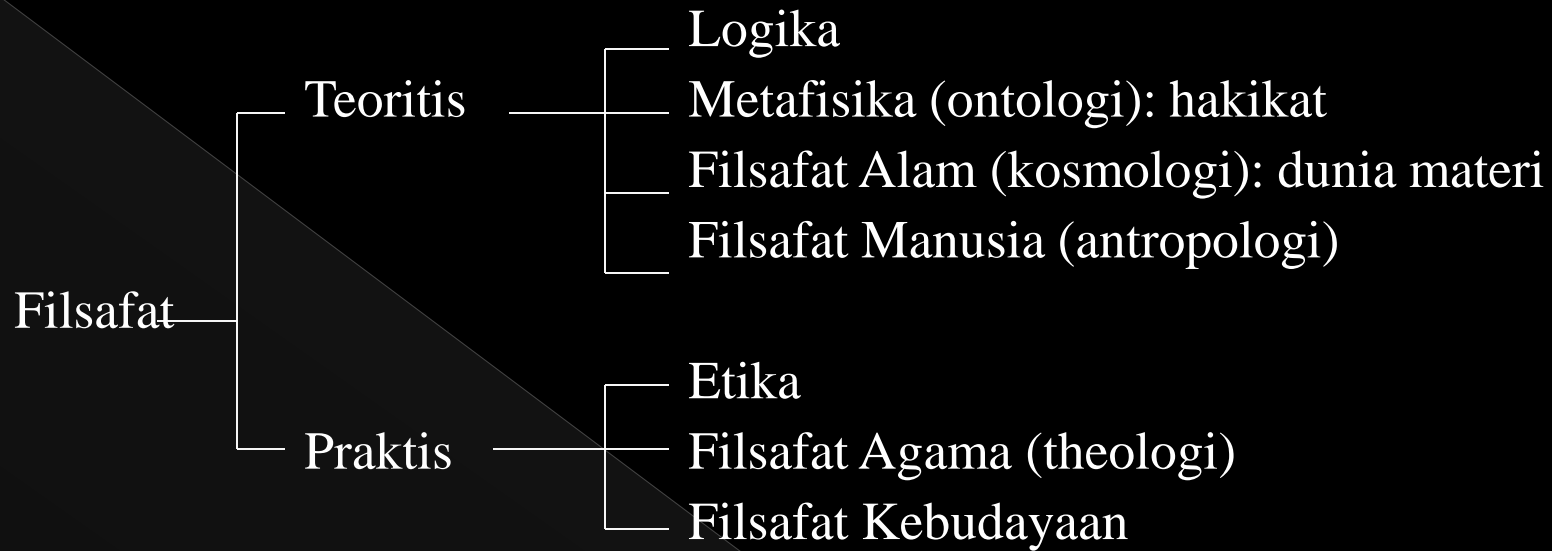 Logika
Teoritis
Metafisika (ontologi): hakikat
Filsafat Alam (kosmologi): dunia materi
Filsafat Manusia (antropologi)
Filsafat
Etika
Praktis
Filsafat Agama (theologi)
Filsafat Kebudayaan